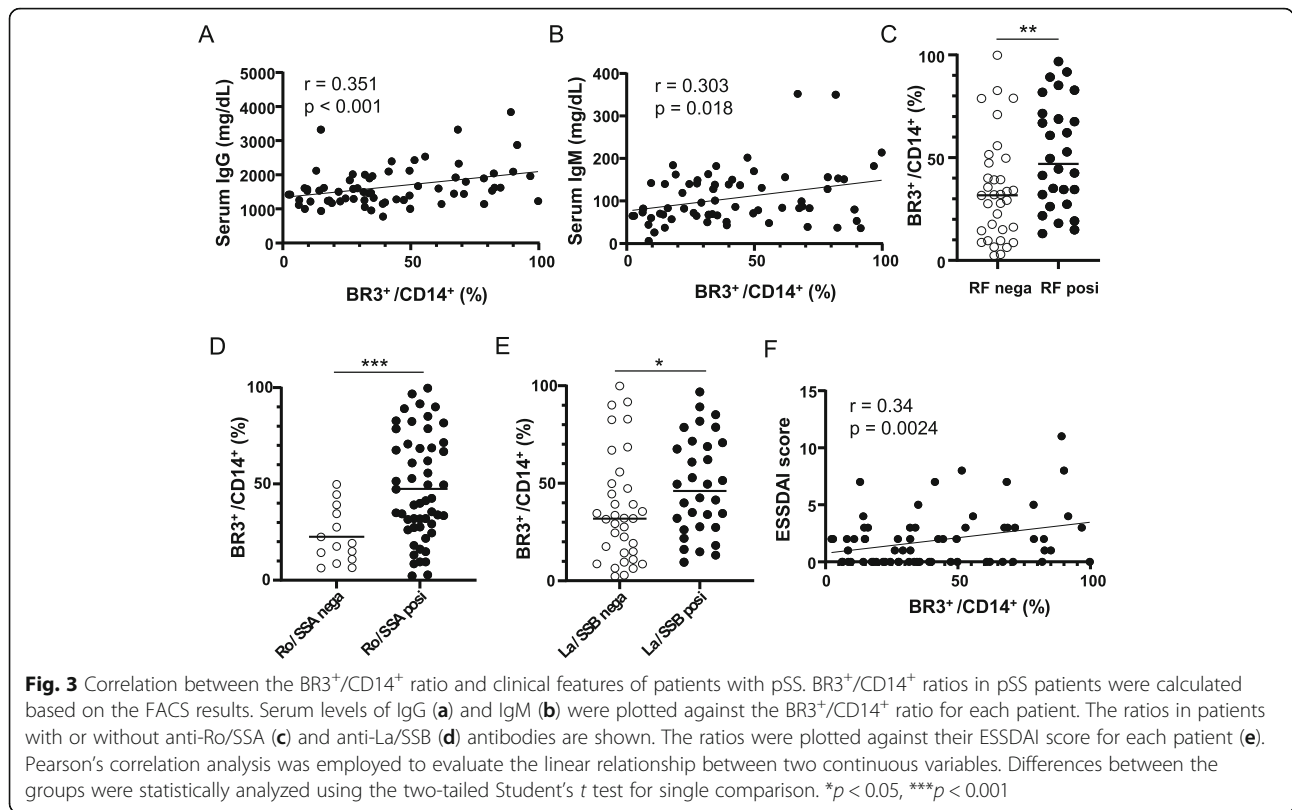 A
5000
4000
3000
2000
1000
0
Serum IgG (mg/dL)
r = 0.351
p < 0.001
0
50
100
BR3⁺/CD14⁺ (%)
B
400
300
200
100
0
Serum IgM (mg/dL)
r = 0.303
p = 0.018
0
50
100
BR3⁺/CD14⁺ (%)
C
**
100
50
0
BR3⁺/CD14⁺ (%)
RF nega RF posi
D
***
100
50
0
BR3⁺/CD14⁺ (%)
Ro/SSA nega
Ro/SSA posi
E
*
100
50
0
BR3⁺/CD14⁺ (%)
La/SSB nega
La/SSB posi
F
15
10
5
0
ESSDAI score
r = 0.34
p = 0.0024
0
50
100
BR3⁺/CD14⁺ (%)
Fig. 3 Correlation between the BR3⁺/CD14⁺ ratio and clinical features of patients with pSS. BR3⁺/CD14⁺ ratios in pSS patients were calculated
based on the FACS results. Serum levels of IgG (a) and IgM (b) were plotted against the BR3⁺/CD14⁺ ratio for each patient. The ratios in patients
with or without anti-Ro/SSA (c) and anti-La/SSB (d) antibodies are shown. The ratios were plotted against their ESSDAI score for each patient (e).
Pearson's correlation analysis was employed to evaluate the linear relationship between two continuous variables. Differences between the
groups were statistically analyzed using the two-tailed Student's t test for single comparison. *p < 0.05, ***p < 0.001